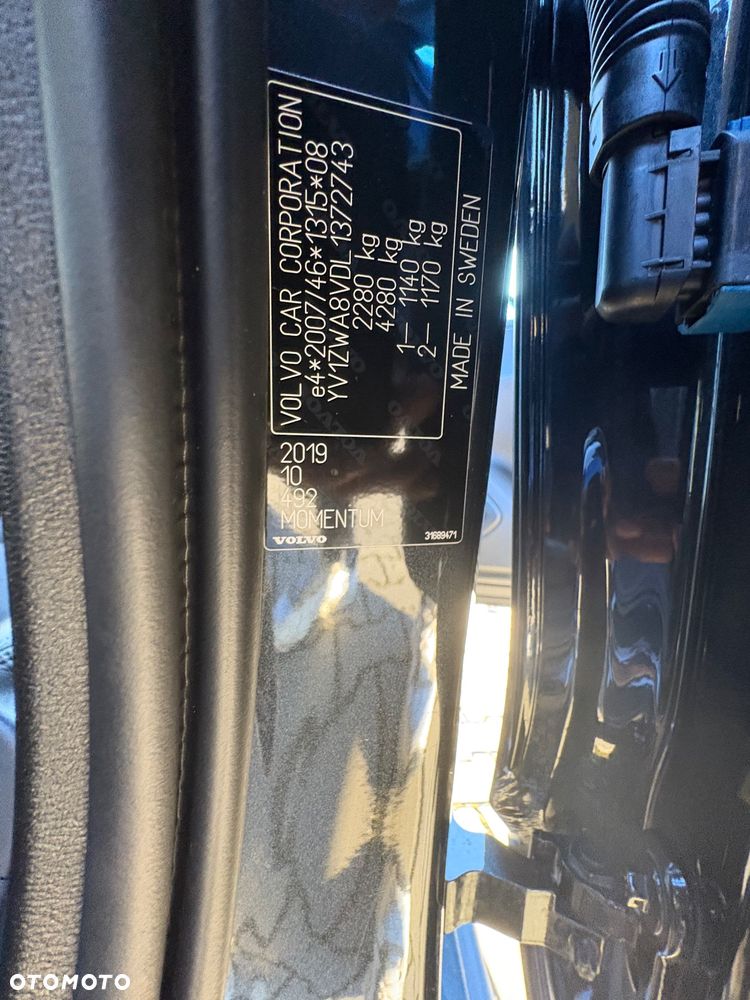 VOLVO CAR CORPORATION
e4*2007/46*1315*08
YV1ZWA8VDL1372743
2280 kg
4280 kg
1– 1140 kg
2– 1170 kg
MADE IN SWEDEN
2019
10
492
MOMENTUM
VOLVO
31689471
OTOMOTO